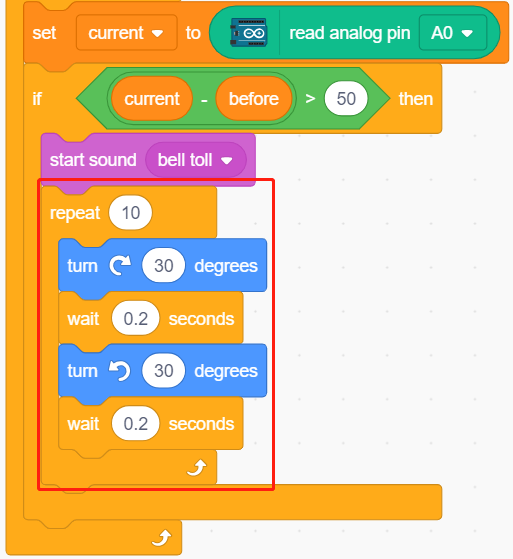 set current to read analog pin A0
if current - before > 50 then
start sound bell toll
repeat 10
turn 30 degrees
wait 0.2 seconds
turn 30 degrees
wait 0.2 seconds